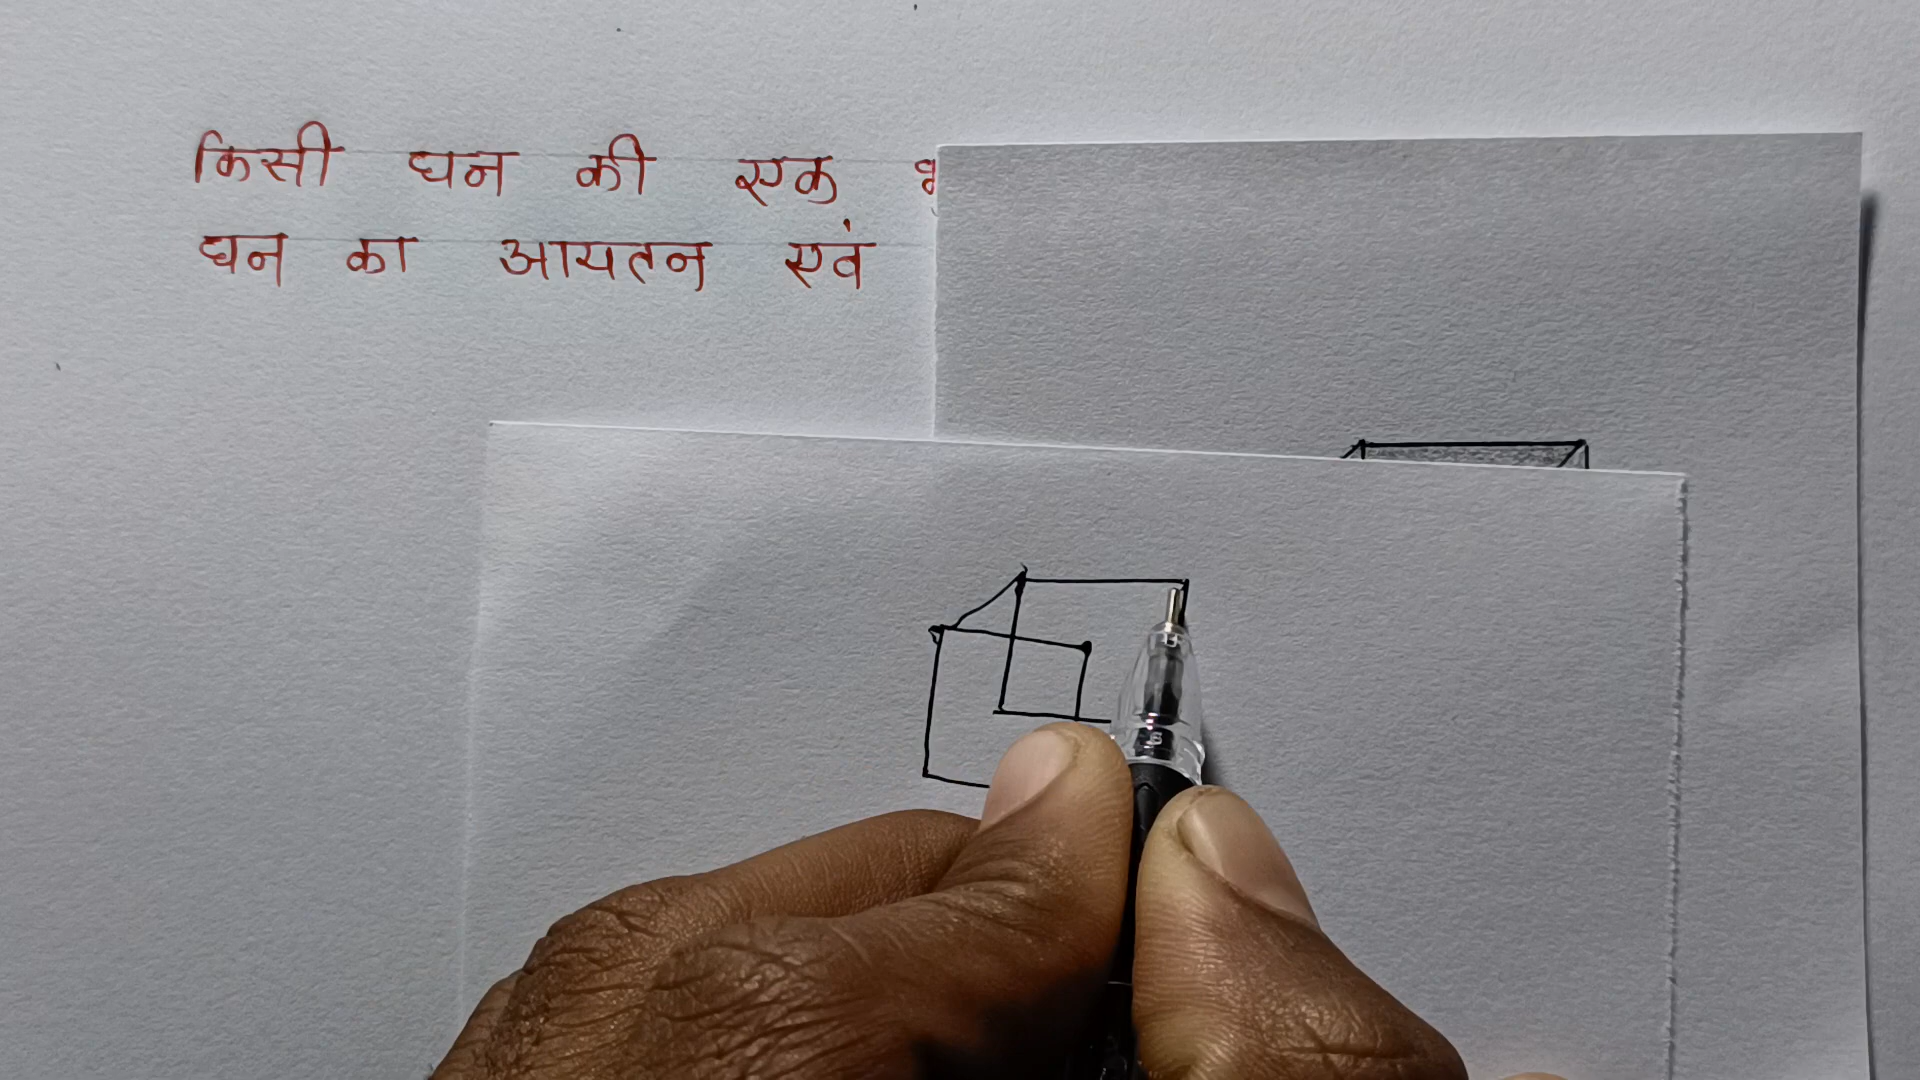 किसी घन की एक
घन का आयतन एवं